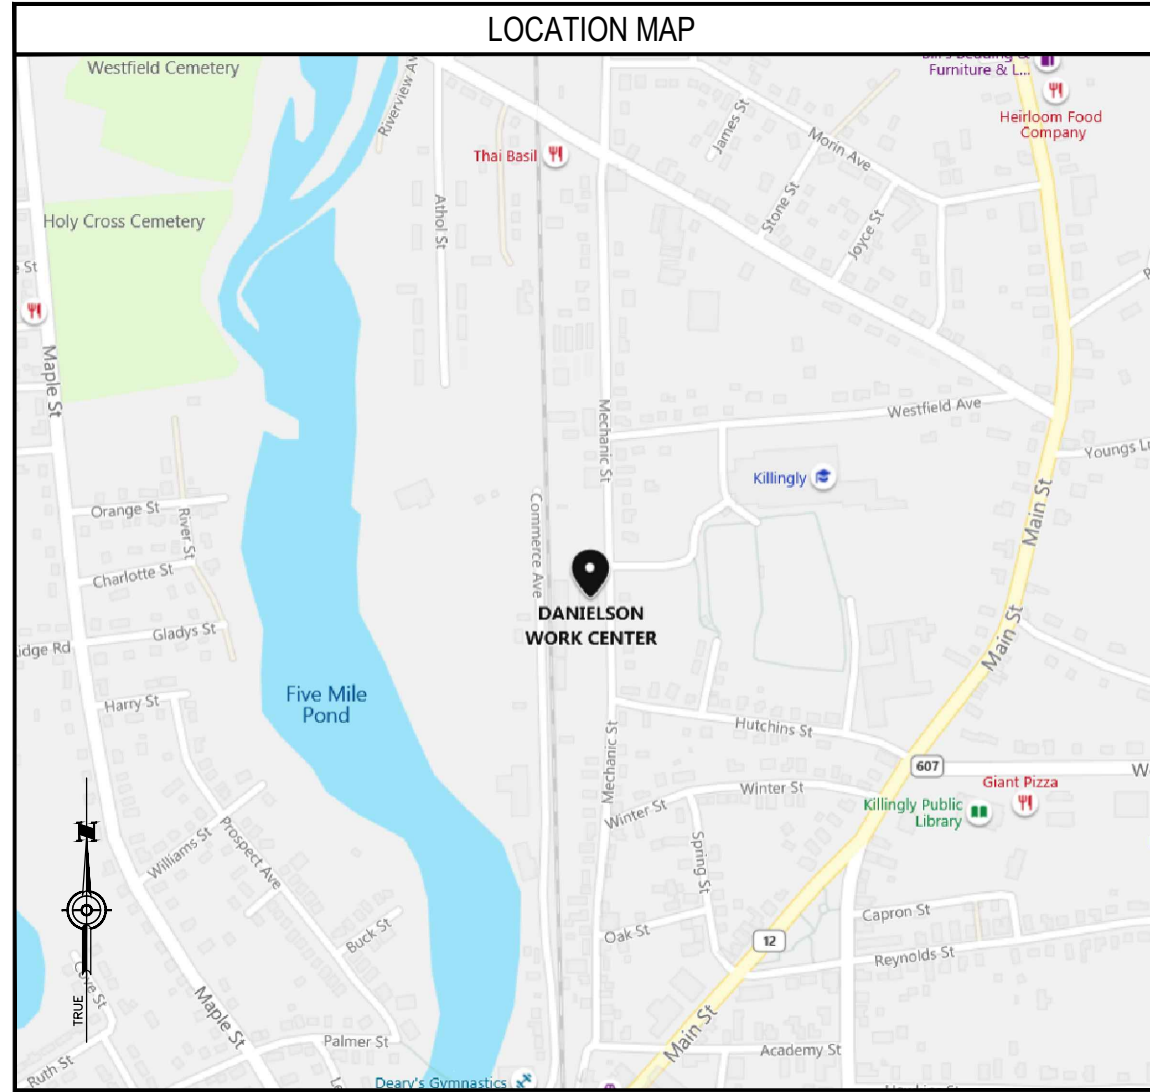 LOCATION MAP
Westfield Cemetery
Riverview Av
Furniture & L...
Heirloom Food
Company
James St
Morin Ave
Thai Basil
Stone St
Joyce St
Athol St
Holy Cross Cemetery
St
Maple St
Mechanic St
Westfield Ave
Youngs Ln
Main St
Killingly
Commerce Ave
Orange St
River St
Charlotte St
DANIELSON
WORK CENTER
Gladys St
idge Rd
Main St
Harry St
Five Mile
Pond
Hutchins St
Mechanic St
607
Giant Pizza
Winter St
Winter St
Killingly Public
Library
N
Williams St
Prospect Ave
Spring St
Capron St
Buck St
Oak St
12
Reynolds St
TRUE
Maple St
Main St
Palmer St
Academy St
Ruth St
Deary's Gymnastics